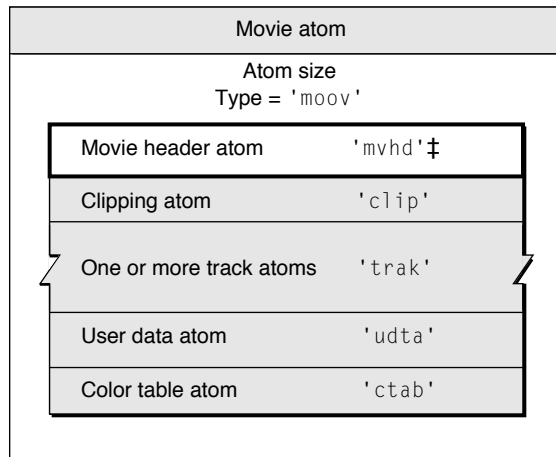 Movie atom
Atom size
Type = 'moov'
Movie header atom 'mvhd'‡
Clipping atom 'clip'
One or more track atoms 'trak'
User data atom 'udta'
Color table atom 'ctab'